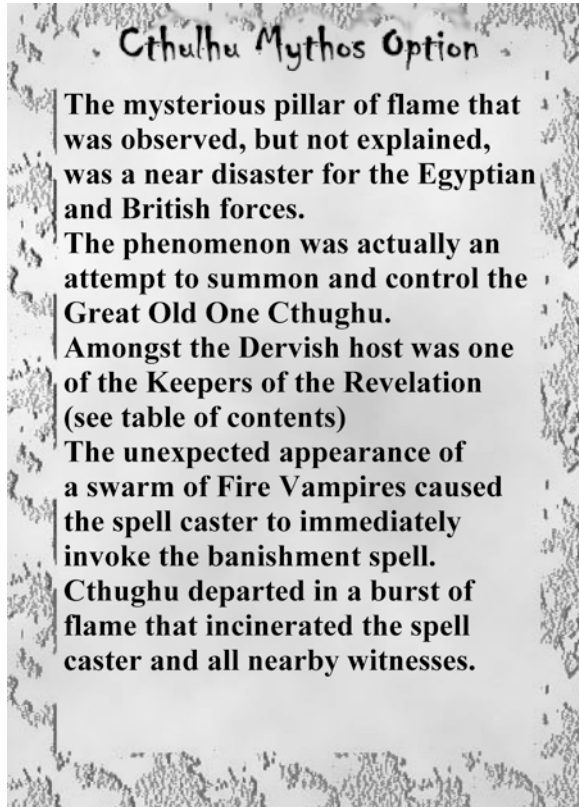 Cthulhu Mythos Option
The mysterious pillar of flame that
was observed, but not explained,
was a near disaster for the Egyptian
and British forces.
The phenomenon was actually an
attempt to summon and control the
Great Old One Cthughu.
Amongst the Dervish host was one
of the Keepers of the Revelation
(see table of contents)
The unexpected appearance of
a swarm of Fire Vampires caused
the spell caster to immediately
invoke the banishment spell.
Cthughu departed in a burst of
flame that incinerated the spell
caster and all nearby witnesses.